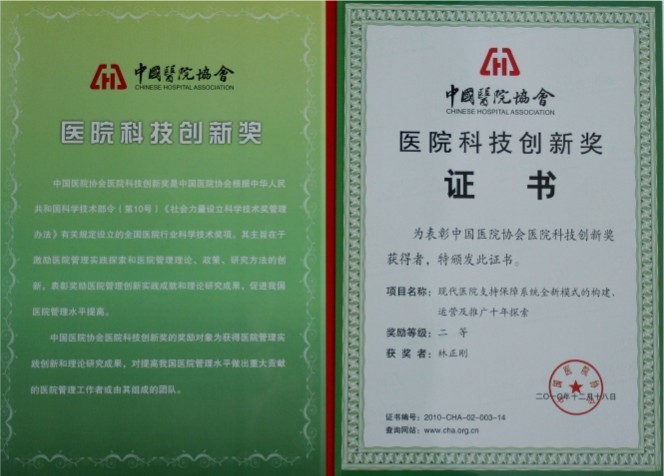 中國醫院協會
CHINESE HOSPITAL ASSOCIATION
医院科技创新奖
中国医院协会医院科技创新奖是中国医院协会根据中华人民
共和国科学技术部令（第10号）《社会力量设立科学技术奖管理
办法》有关规定设立的全国医院行业科学技术奖项。其主旨在于
激励医院管理实践探索和医院管理理论、政策、研究方法的创
新，表彰奖励医院管理创新实践成就和理论研究成果，促进我国
医院管理水平提高。
中国医院协会医院科技创新奖的奖励对象为获得医院管理实
践创新和理论研究成果，对提高我国医院管理水平做出重大贡献
的医院管理工作者或由其组成的团队。
中國醫院協會
CHINESE HOSPITAL ASSOCIATION
医院科技创新奖
证 书
为表彰中国医院协会医院科技创新奖
获得者，特颁发此证书。
项目名称：现代医院支持保障系统全新模式的构建、
运营及推广十年探索
奖励等级：二 等
获 奖 者：林正刚
中国医院协会
二〇一〇年十二月十八日
证书编号：2010-CHA-02-003-14
查询网站：www.cha.org.cn